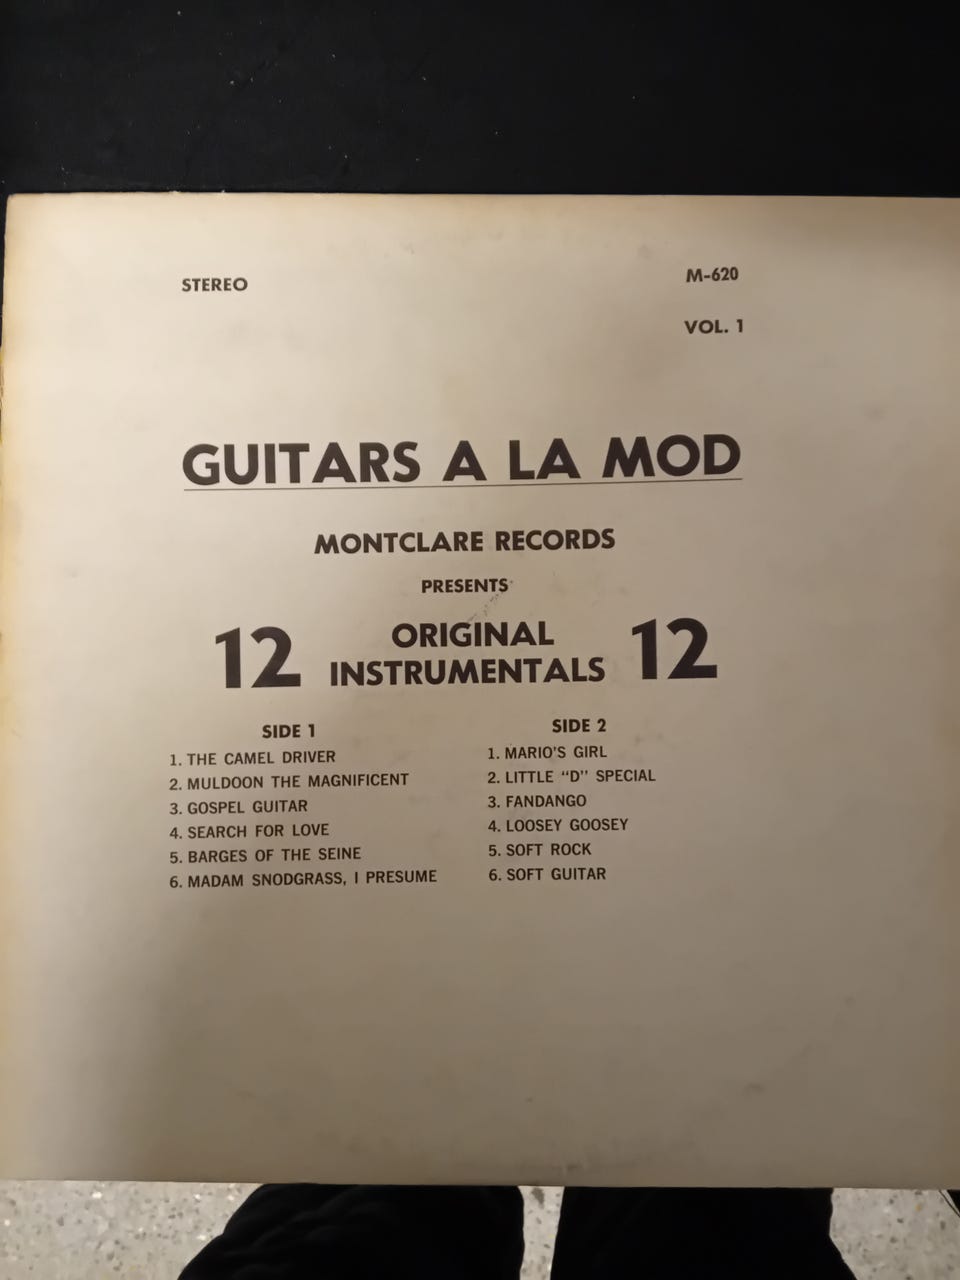 STEREO
M-620
VOL. 1
GUITARS A LA MOD
MONTCLARE RECORDS
PRESENTS
12 ORIGINAL INSTRUMENTALS 12
SIDE 1
1. THE CAMEL DRIVER
2. MULDOON THE MAGNIFICENT
3. GOSPEL GUITAR
4. SEARCH FOR LOVE
5. BARGES OF THE SEINE
6. MADAM SNODGRASS, I PRESUME
SIDE 2
1. MARIO'S GIRL
2. LITTLE "D" SPECIAL
3. FANDANGO
4. LOOSEY GOOSEY
5. SOFT ROCK
6. SOFT GUITAR